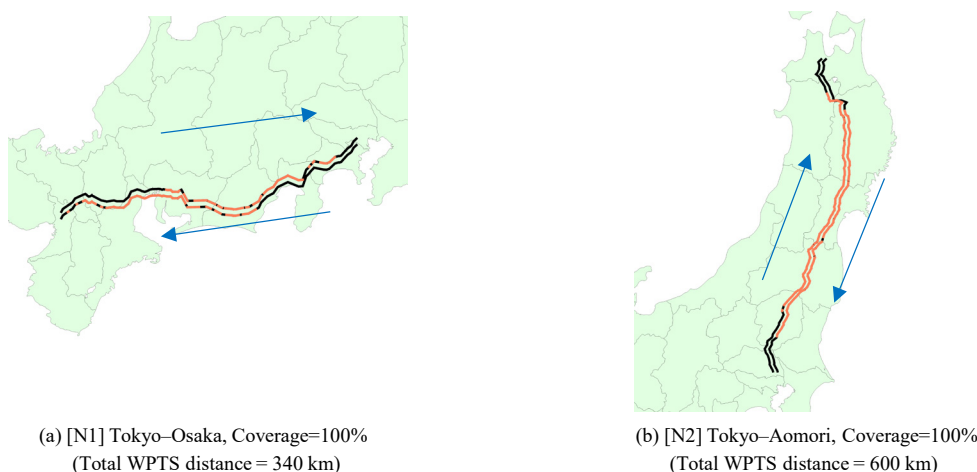 (a) [N1] Tokyo–Osaka, Coverage=100%
(Total WPTS distance = 340 km)
(b) [N2] Tokyo–Aomori, Coverage=100%
(Total WPTS distance = 600 km)